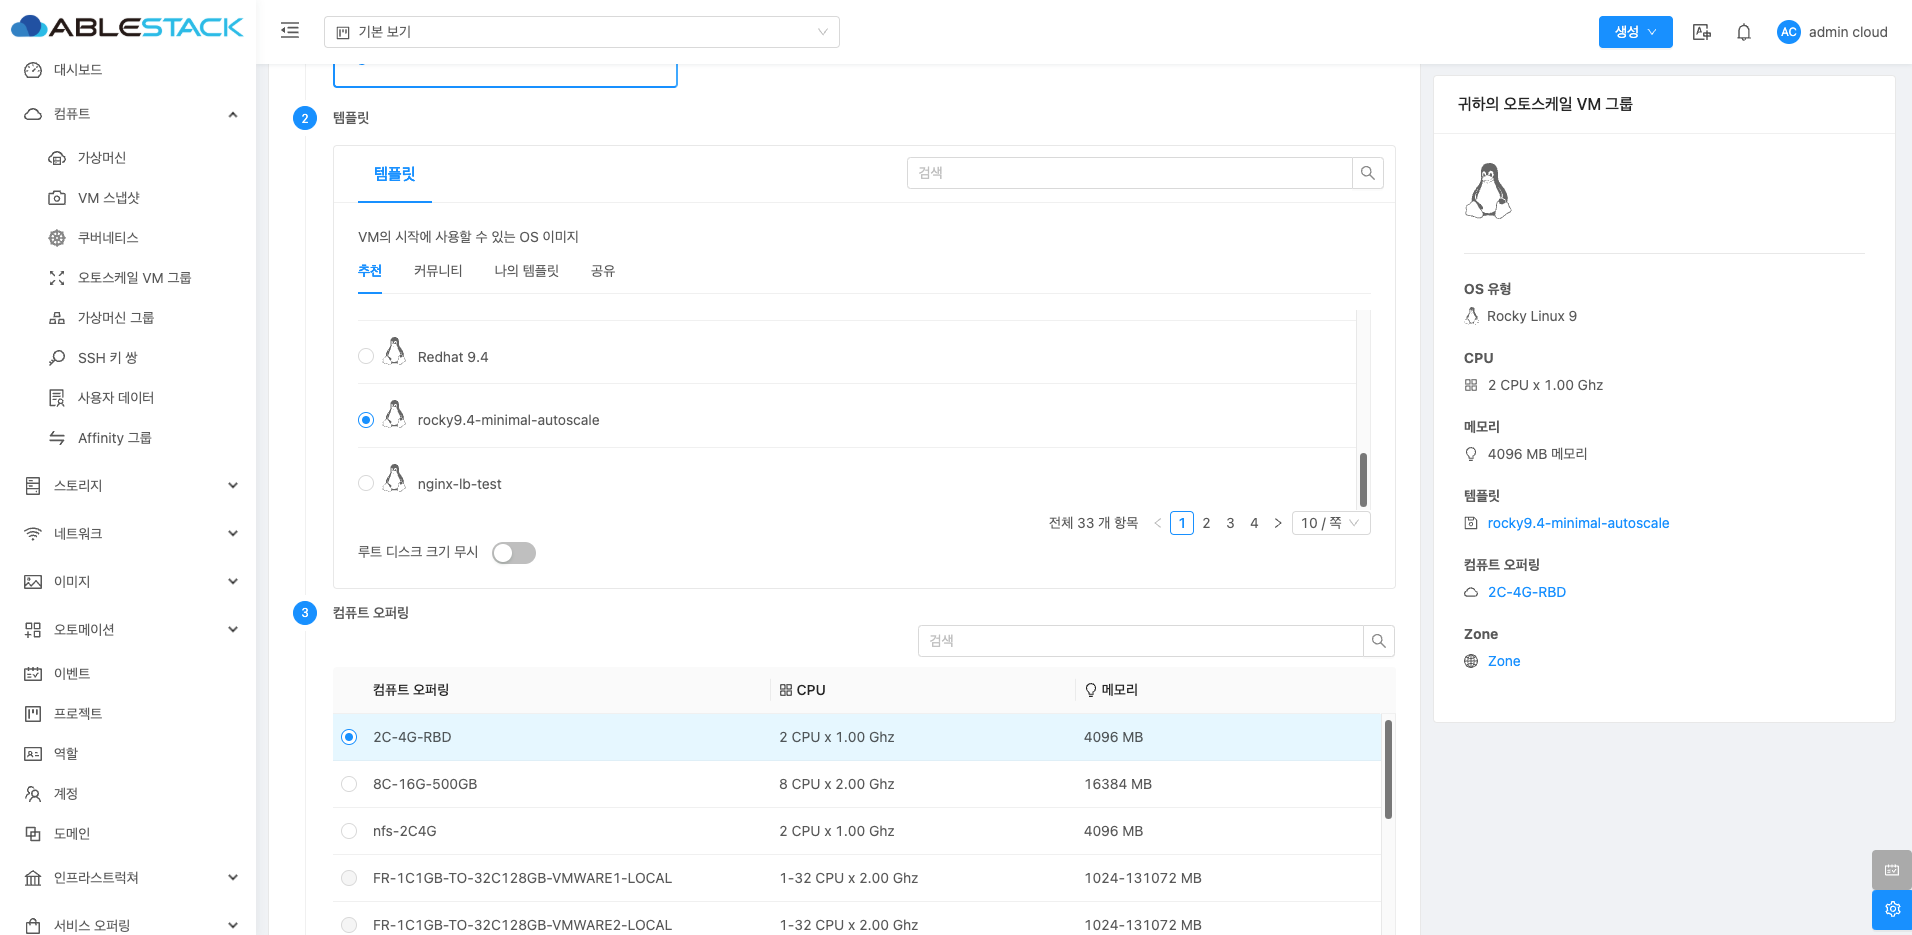 ABLESTACK
기본 보기
생성
AC
admin cloud
대시보드
컴퓨트
가상머신
VM 스냅샷
쿠버네티스
오토스케일 VM 그룹
가상머신 그룹
SSH 키 쌍
사용자 데이터
Affinity 그룹
스토리지
네트워크
이미지
오토메이션
이벤트
프로젝트
역할
계정
도메인
인프라스트럭쳐
서비스 오퍼링
2
템플릿
템플릿
검색
VM의 시작에 사용할 수 있는 OS 이미지
추천 커뮤니티 나의 템플릿 공유
Redhat 9.4
rocky9.4-minimal-autoscale
nginx-lb-test
전체 33 개 항목 1 2 3 4 10 / 쪽
루트 디스크 크기 무시
3
컴퓨트 오퍼링
검색
컴퓨트 오퍼링 CPU 메모리
2C-4G-RBD 2 CPU x 1.00 Ghz 4096 MB
8C-16G-500GB 8 CPU x 2.00 Ghz 16384 MB
nfs-2C4G 2 CPU x 1.00 Ghz 4096 MB
FR-1C1GB-TO-32C128GB-VMWARE1-LOCAL 1-32 CPU x 2.00 Ghz 1024-131072 MB
FR-1C1GB-TO-32C128GB-VMWARE2-LOCAL 1-32 CPU x 2.00 Ghz 1024-131072 MB
귀하의 오토스케일 VM 그룹
OS 유형
Rocky Linux 9
CPU
2 CPU x 1.00 Ghz
메모리
4096 MB 메모리
템플릿
rocky9.4-minimal-autoscale
컴퓨트 오퍼링
2C-4G-RBD
Zone
Zone